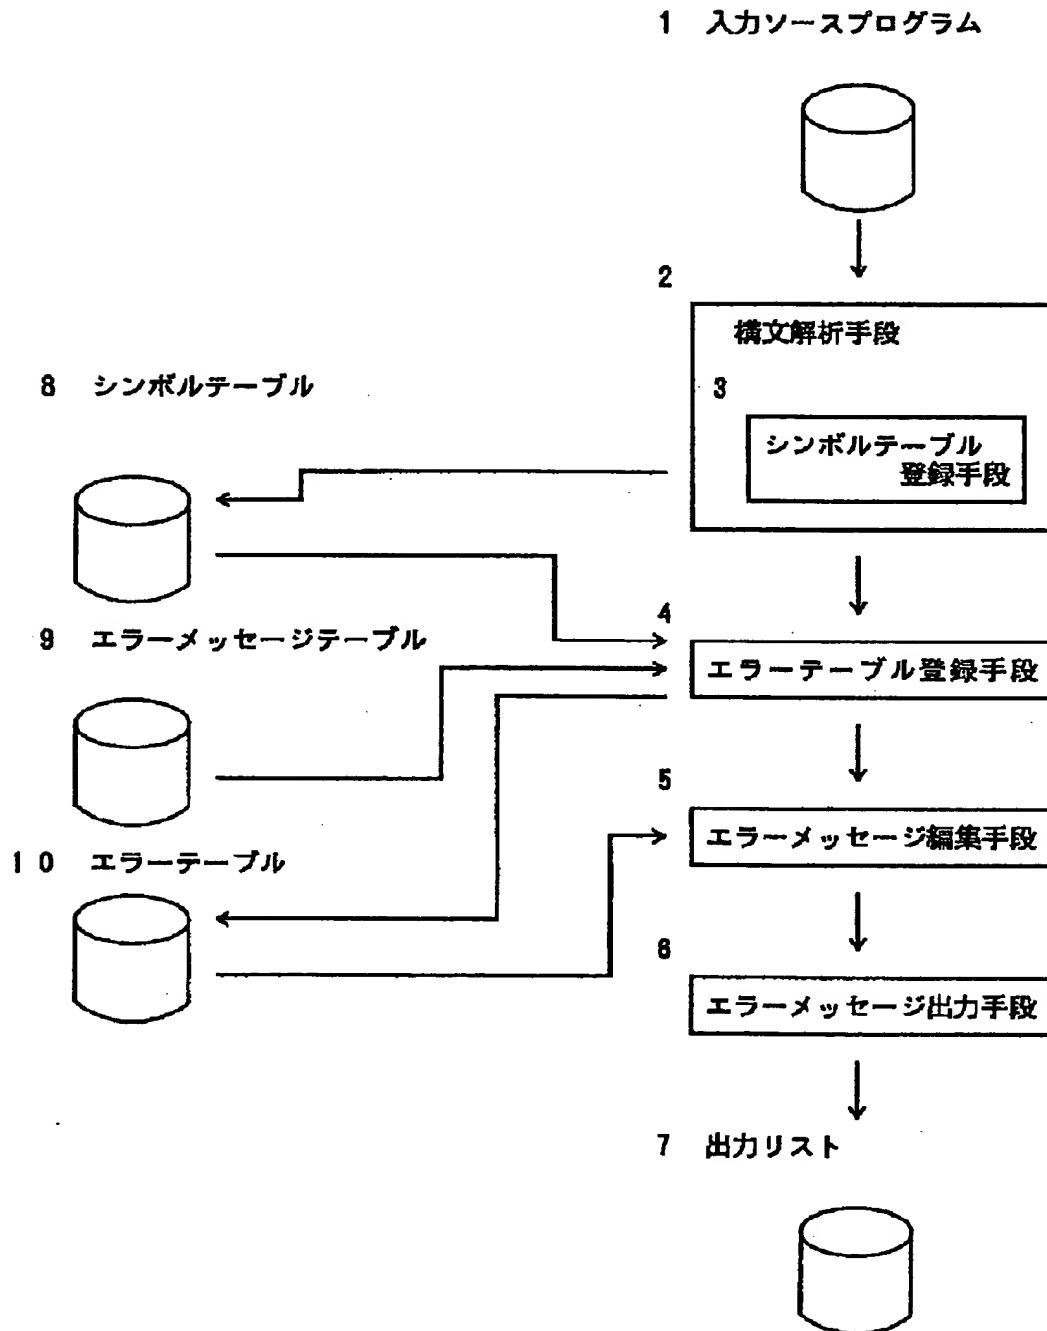 1 入力ソースプログラム
2
構文解析手段
8 シンボルテーブル
3
シンボルテーブル
登録手段
4
9 エラーメッセージテーブル
エラーテーブル登録手段
5
エラーメッセージ編集手段
10 エラーテーブル
6
エラーメッセージ出力手段
7 出力リスト